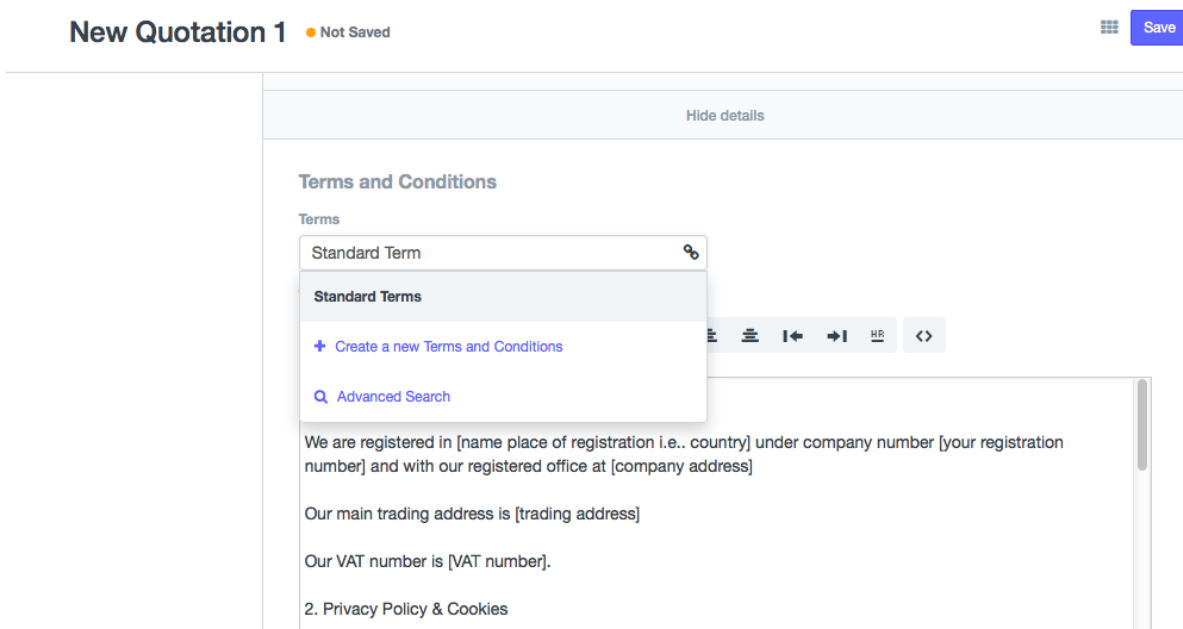 New Quotation 1 Not Saved
Save
Hide details
Terms and Conditions
Terms
Standard Term
Standard Terms
Create a new Terms and Conditions
HR
Advanced Search
We are registered in [name place of registration i.e.. country] under company number [your registration
number] and with our registered office at [company address]
Our main trading address is [trading address]
Our VAT number is [VAT number].
2. Privacy Policy & Cookies